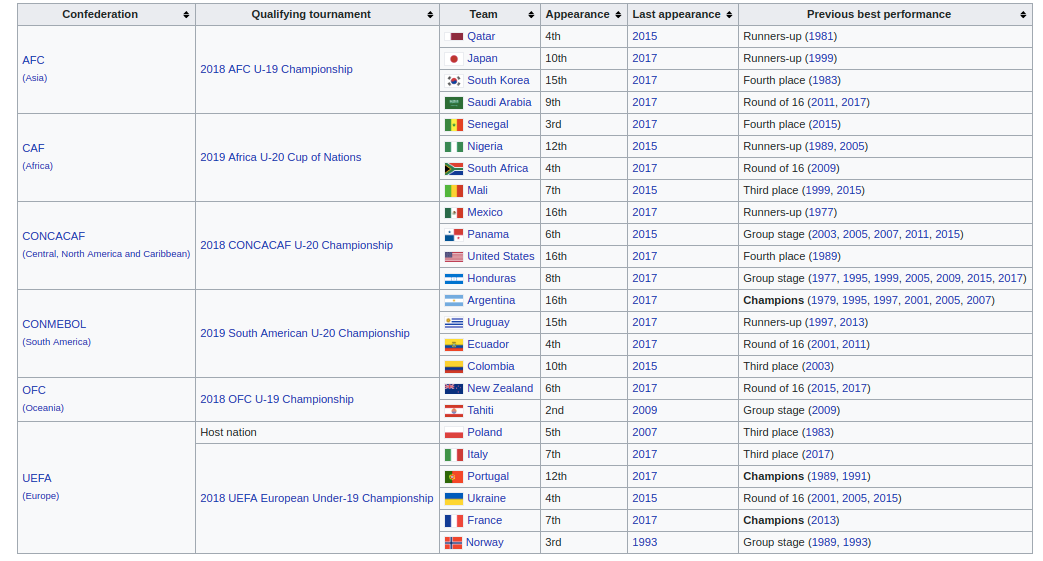 Confederation Qualifying tournament Team Appearance Last appearance Previous best performance
AFC
(Asia)
2018 AFC U-19 Championship
Qatar 4th 2015 Runners-up (1981)
Japan 10th 2017 Runners-up (1999)
South Korea 15th 2017 Fourth place (1983)
Saudi Arabia 9th 2017 Round of 16 (2011, 2017)
CAF
(Africa)
2019 Africa U-20 Cup of Nations
Senegal 3rd 2017 Fourth place (2015)
Nigeria 12th 2015 Runners-up (1989, 2005)
South Africa 4th 2017 Round of 16 (2009)
Mali 7th 2015 Third place (1999, 2015)
CONCACAF
(Central, North America and Caribbean)
2018 CONCACAF U-20 Championship
Mexico 16th 2017 Runners-up (1977)
Panama 6th 2015 Group stage (2003, 2005, 2007, 2011, 2015)
United States 16th 2017 Fourth place (1989)
Honduras 8th 2017 Group stage (1977, 1995, 1999, 2005, 2009, 2015, 2017)
CONMEBOL
(South America)
2019 South American U-20 Championship
Argentina 16th 2017 Champions (1979, 1995, 1997, 2001, 2005, 2007)
Uruguay 15th 2017 Runners-up (1997, 2013)
Ecuador 4th 2017 Round of 16 (2001, 2011)
Colombia 10th 2015 Third place (2003)
OFC
(Oceania)
2018 OFC U-19 Championship
New Zealand 6th 2017 Round of 16 (2015, 2017)
Tahiti 2nd 2009 Group stage (2009)
UEFA
(Europe)
Host nation Poland 5th 2007 Third place (1983)
2018 UEFA European Under-19 Championship
Italy 7th 2017 Third place (2017)
Portugal 12th 2017 Champions (1989, 1991)
Ukraine 4th 2015 Round of 16 (2001, 2005, 2015)
France 7th 2017 Champions (2013)
Norway 3rd 1993 Group stage (1989, 1993)